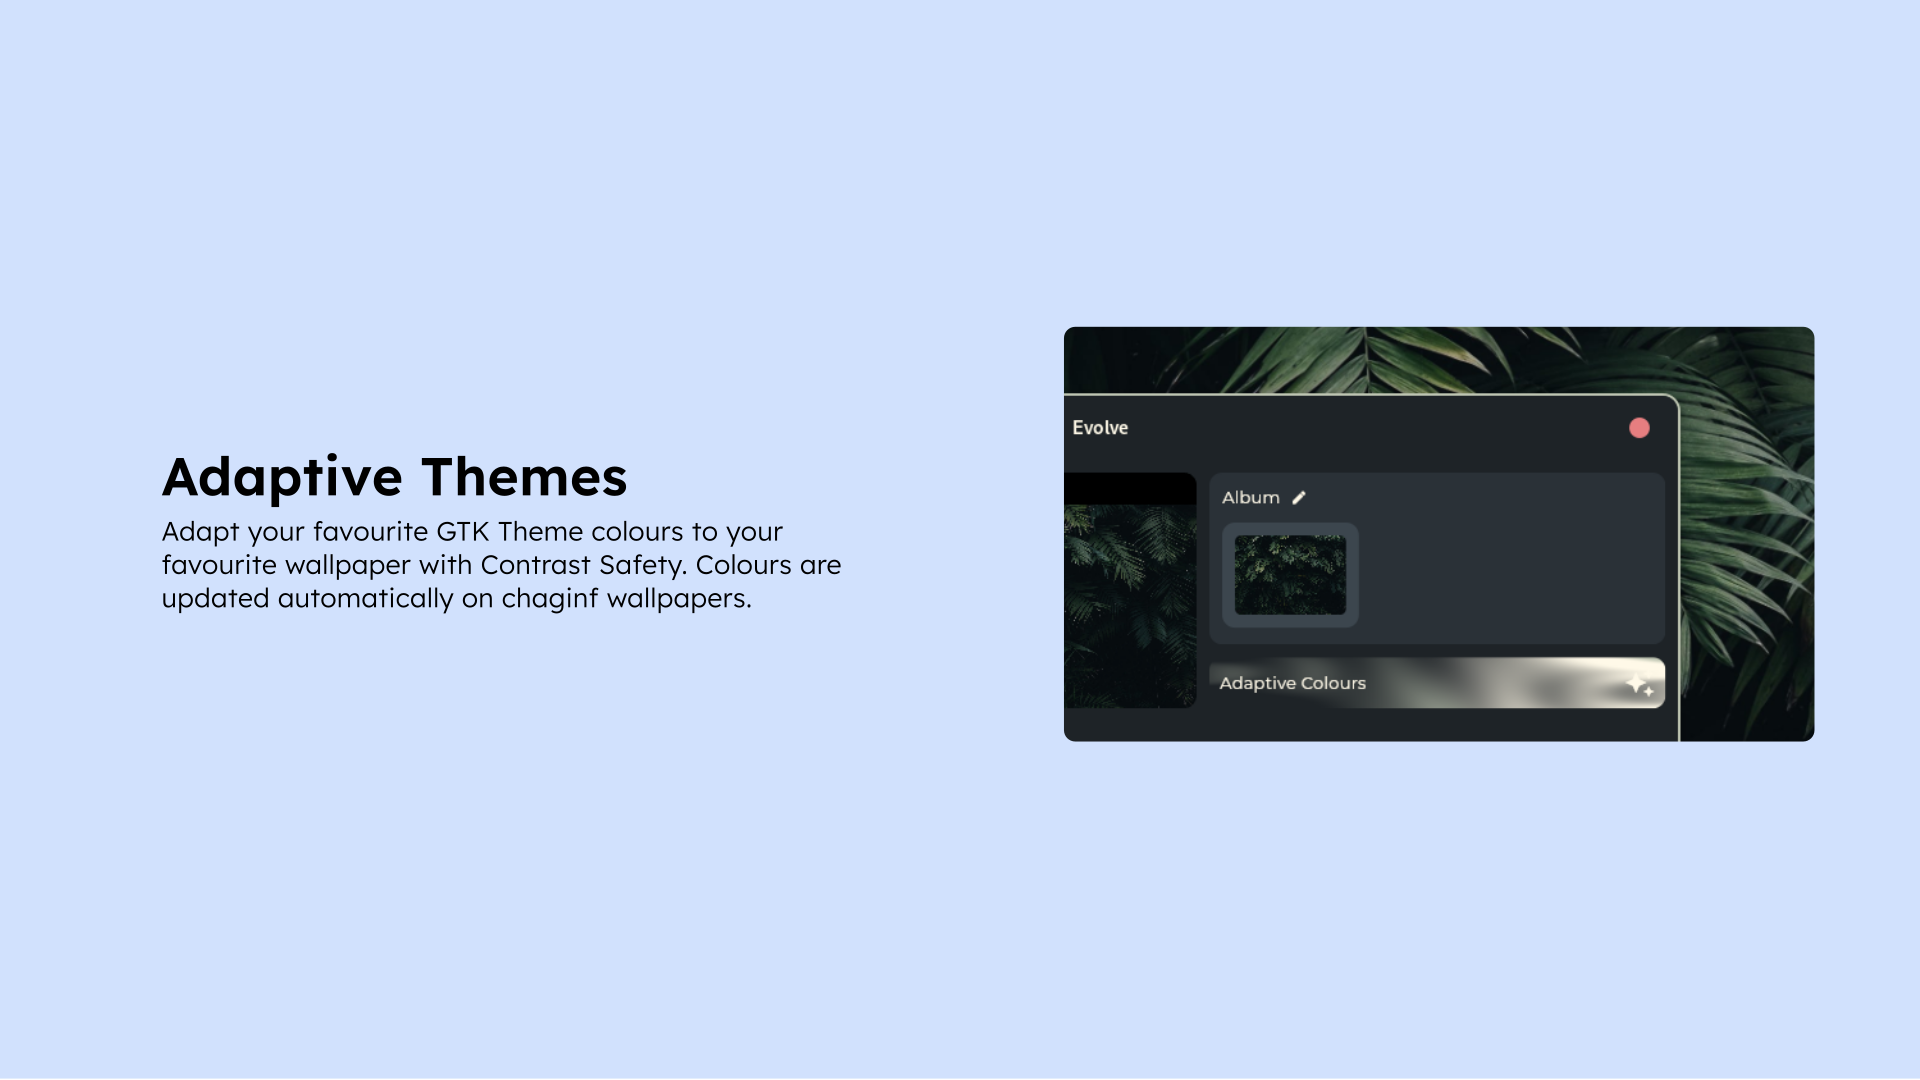 Adaptive Themes
Adapt your favourite GTK Theme colours to your
favourite wallpaper with Contrast Safety. Colours are
updated automatically on chaginf wallpapers.
Evolve
Album
Adaptive Colours